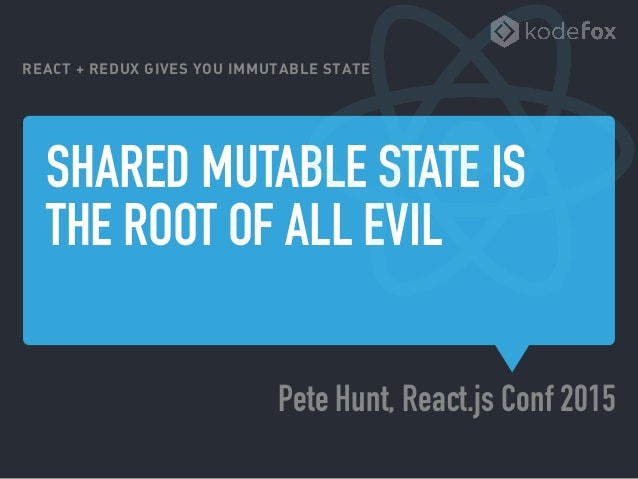 kodefox
REACT + REDUX GIVES YOU IMMUTABLE STATE
SHARED MUTABLE STATE IS
THE ROOT OF ALL EVIL
Pete Hunt, React.js Conf 2015